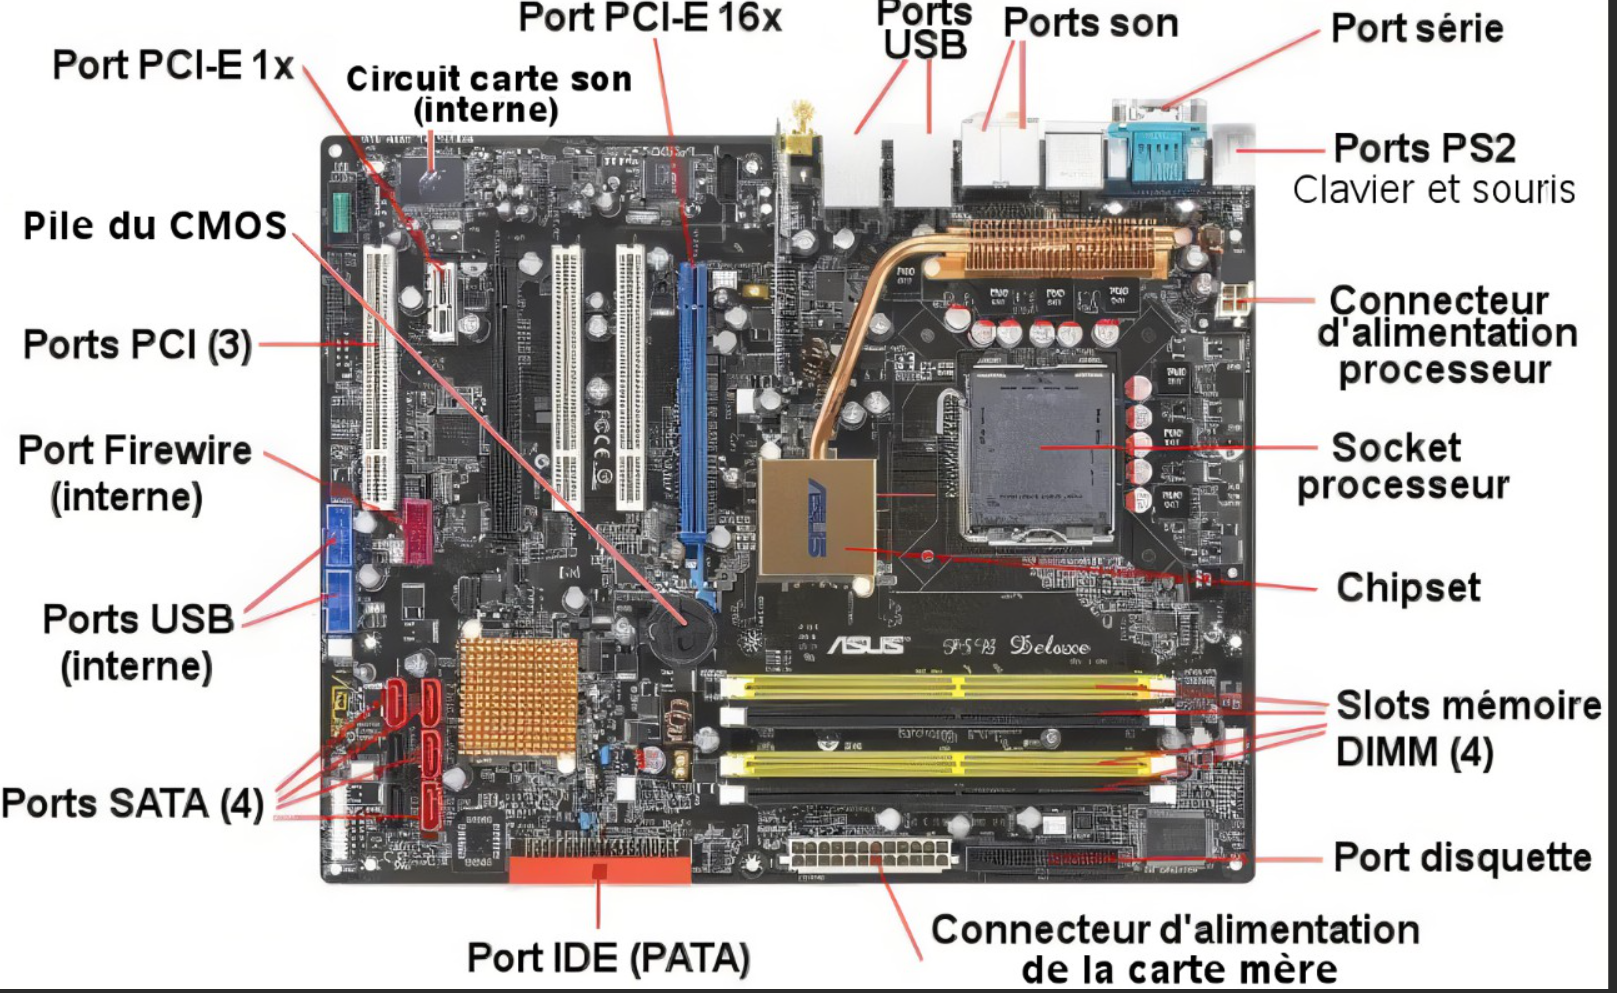 Port PCI-E 16x
Ports
USB
Ports son
Port série
Port PCI-E 1x
Circuit carte son
(interne)
Ports PS2
Clavier et souris
Pile du CMOS
Connecteur
d'alimentation
processeur
Ports PCI (3)
Port Firewire
(interne)
Socket
processeur
ASUS
FCC
Chipset
Ports USB
(interne)
ASUS
Deluxe
Slots mémoire
DIMM (4)
Ports SATA (4)
Port disquette
Port IDE (PATA)
Connecteur d'alimentation
de la carte mère